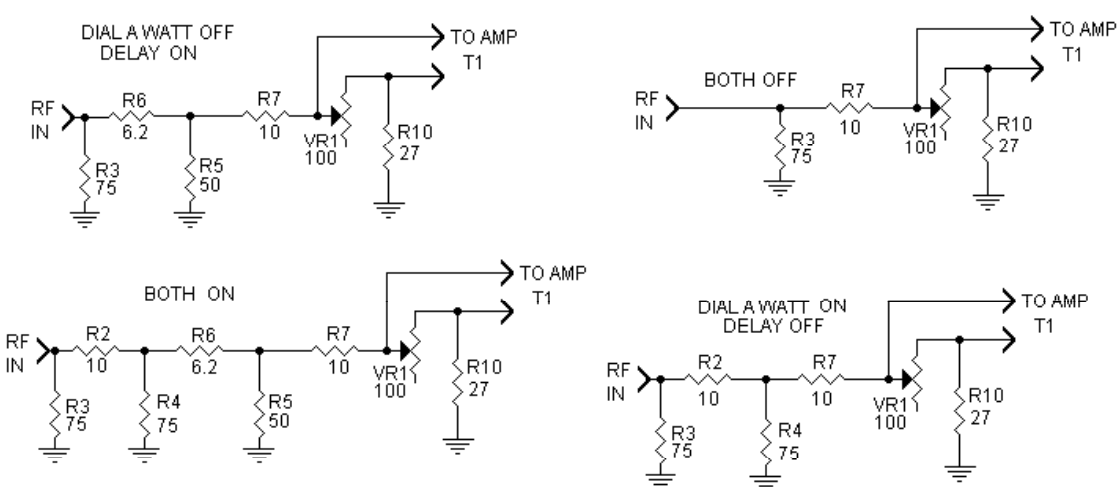 DIAL A WATT OFF
DELAY ON
TO AMP
T1
RF
IN
R6
6.2
R7
10
R3
75
R5
50
VR1
100
R10
27
BOTH OFF
TO AMP
T1
RF
IN
R7
10
R3
75
VR1
100
R10
27
BOTH ON
TO AMP
T1
RF
IN
R2
10
R6
6.2
R7
10
R3
75
R4
75
R5
50
VR1
100
R10
27
DIAL A WATT ON
DELAY OFF
TO AMP
T1
RF
IN
R2
10
R7
10
R3
75
R4
75
VR1
100
R10
27